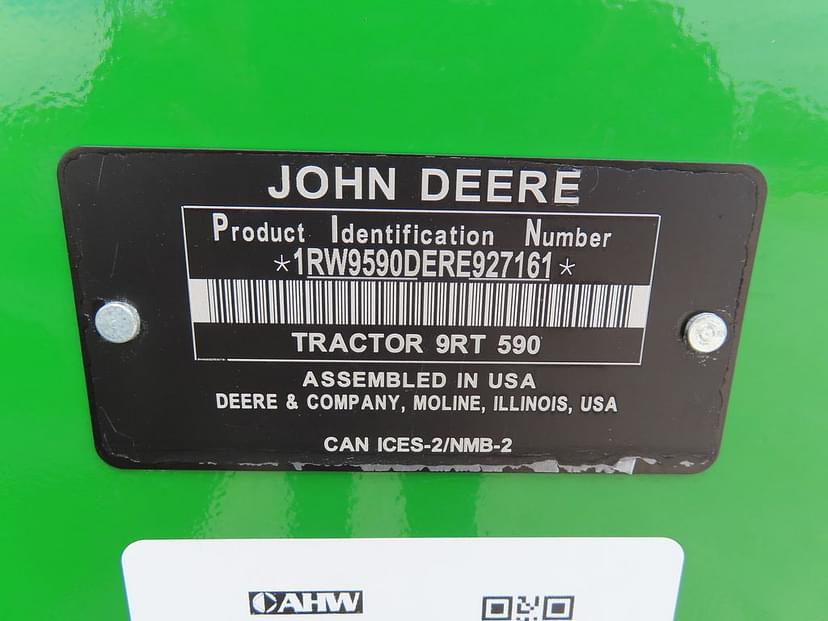 JOHN DEERE
Product Identification Number
*1RW9590DERE927161*
TRACTOR 9RT 590
ASSEMBLED IN USA
DEERE & COMPANY, MOLINE, ILLINOIS, USA
CAN ICES-2/NMB-2
AHW